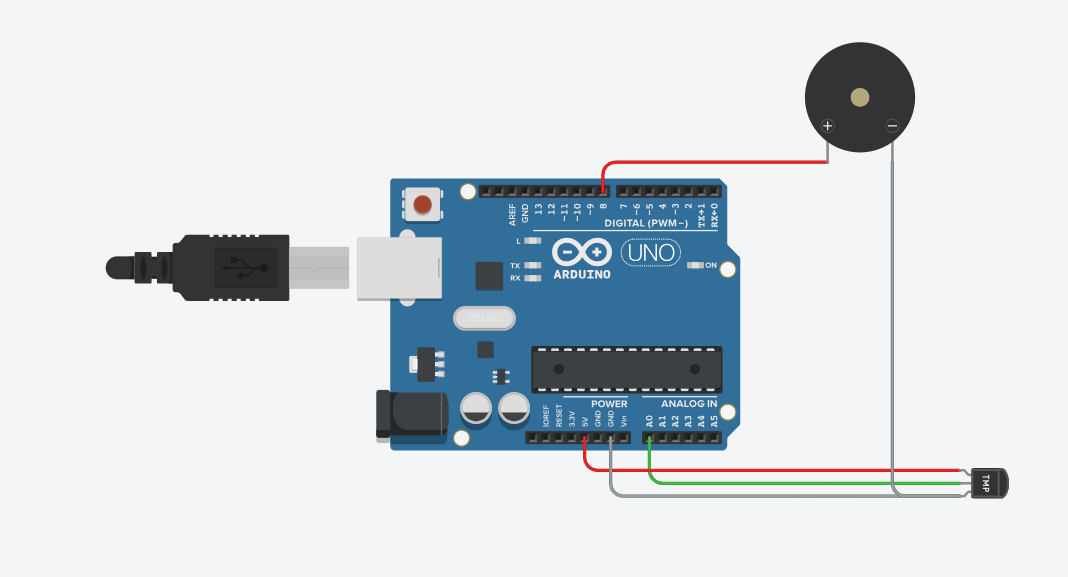 + −
AREF GND 13 12 ~11 ~10 ~9 8 7 ~6 ~5 4 ~3 2 TX→1 RX←0
DIGITAL (PWM~)
L
UNO
TX ON
RX
ARDUINO
POWER ANALOG IN
IOREF RESET 3.3V 5V GND GND Vin A0 A1 A2 A3 A4 A5
TMP